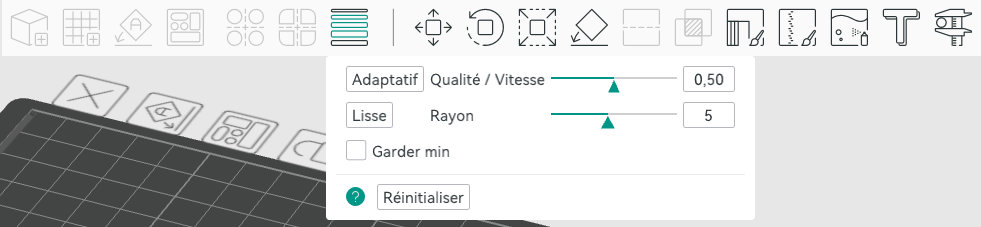 Adaptatif Qualité / Vitesse 0,50
Lisse Rayon 5
Garder min
? Réinitialiser